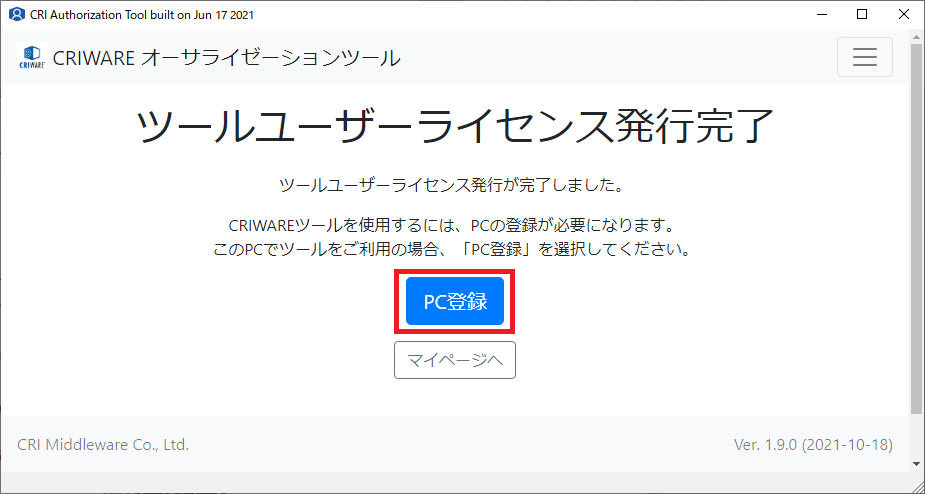 CRI Authorization Tool built on Jun 17 2021
CRIWARE
CRIWARE オーサライゼーションツール
ツールユーザーライセンス発行完了
ツールユーザーライセンス発行が完了しました。
CRIWAREツールを使用するには、PCの登録が必要になります。
このPCでツールをご利用の場合、「PC登録」を選択してください。
PC登録
マイページへ
CRI Middleware Co., Ltd.
Ver. 1.9.0 (2021-10-18)